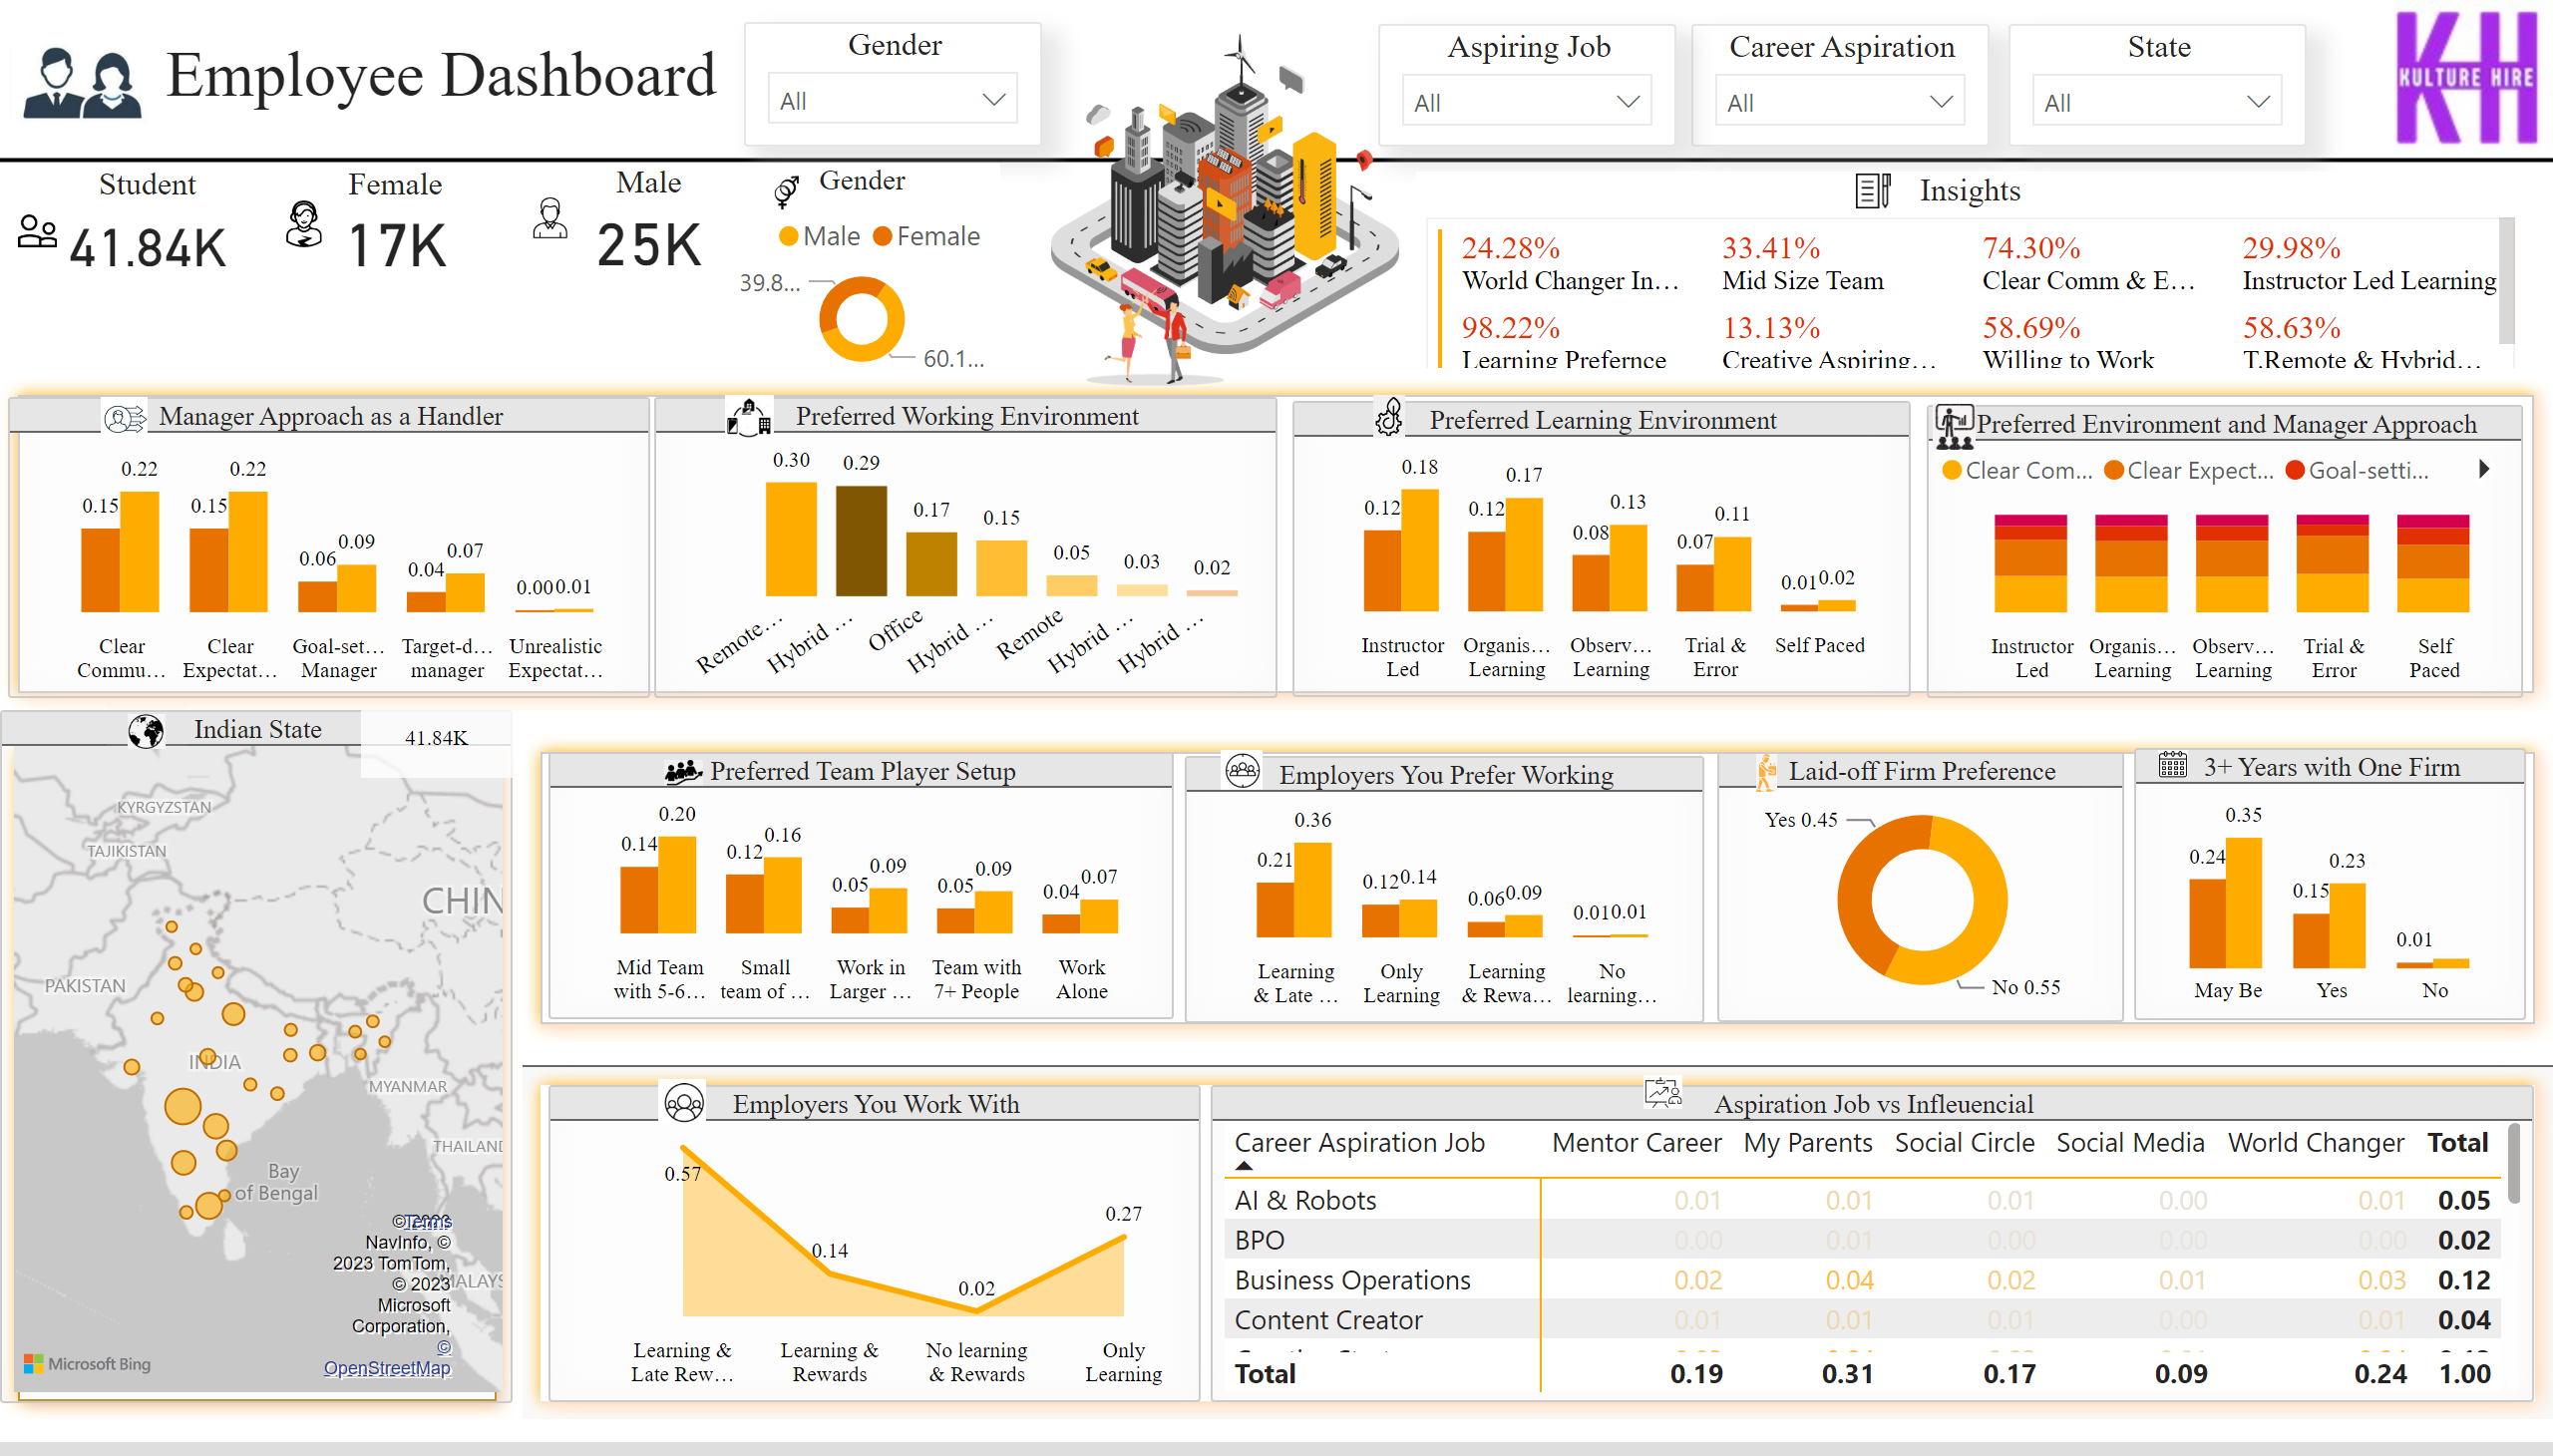 Employee Dashboard
Gender
All
Aspiring Job
All
Career Aspiration
All
State
All
KH
KULTURE HIRE
Student
41.84K
Female
17K
Male
25K
Gender
Male Female
39.8...
60.1...
Insights
24.28% 33.41% 74.30% 29.98%
World Changer In... Mid Size Team Clear Comm & E... Instructor Led Learning
98.22% 13.13% 58.69% 58.63%
Learning Prefernce Creative Aspiring... Willing to Work T.Remote & Hybrid...
Manager Approach as a Handler
0.15 0.22 0.15 0.22 0.06 0.09 0.04 0.07 0.00 0.01
Clear Commu...
Clear Expectat...
Goal-set... Manager
Target-d... manager
Unrealistic Expectat...
Preferred Working Environment
0.30 0.29 0.17 0.15 0.05 0.03 0.02
Remote... Hybrid ... Office Hybrid ... Remote Hybrid ... Hybrid ...
Preferred Learning Environment
0.12 0.18 0.12 0.17 0.08 0.13 0.07 0.11 0.01 0.02
Instructor Led
Organis... Learning
Observ... Learning
Trial & Error
Self Paced
Preferred Environment and Manager Approach
Clear Com... Clear Expect... Goal-setti...
Instructor Led
Organis... Learning
Observ... Learning
Trial & Error
Self Paced
Indian State
41.84K
KYRGYZSTAN
TAJIKISTAN
CHIN
PAKISTAN
INDIA
MYANMAR
THAILAND
Bay
of Bengal
MALAYS
Terms
NavInfo, ©
2023 TomTom,
© 2023
Microsoft
Corporation,
©
OpenStreetMap
Microsoft Bing
Preferred Team Player Setup
0.14 0.20 0.12 0.16 0.05 0.09 0.05 0.09 0.04 0.07
Mid Team with 5-6...
Small team of ...
Work in Larger ...
Team with 7+ People
Work Alone
Employers You Prefer Working
0.21 0.36 0.12 0.14 0.06 0.09 0.01 0.01
Learning & Late ...
Only Learning
Learning & Rewa...
No learning...
Laid-off Firm Preference
Yes 0.45
No 0.55
3+ Years with One Firm
0.24 0.35 0.15 0.23 0.01
May Be Yes No
Employers You Work With
0.57 0.14 0.02 0.27
Learning & Late Rew...
Learning & Rewards
No learning & Rewards
Only Learning
Aspiration Job vs Infleuencial
Career Aspiration Job Mentor Career My Parents Social Circle Social Media World Changer Total
AI & Robots 0.01 0.01 0.01 0.00 0.01 0.05
BPO 0.00 0.01 0.00 0.00 0.00 0.02
Business Operations 0.02 0.04 0.02 0.01 0.03 0.12
Content Creator 0.01 0.01 0.01 0.00 0.01 0.04
Total 0.19 0.31 0.17 0.09 0.24 1.00